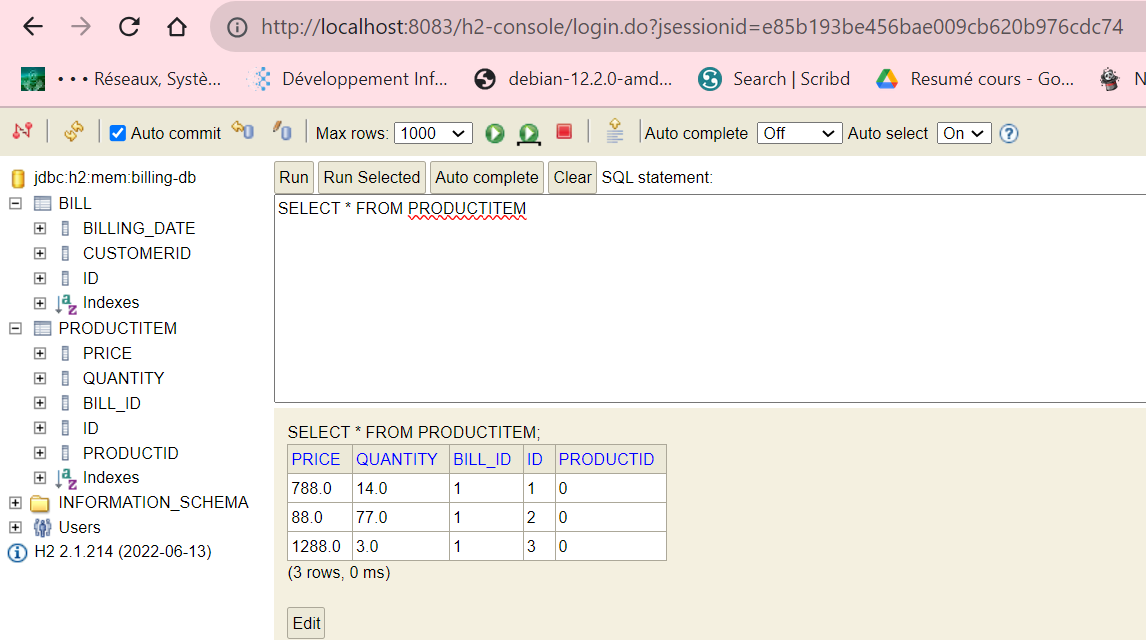 http://localhost:8083/h2-console/login.do?jsessionid=e85b193be456bae009cb620b976cdc74
••• Réseaux, Systè... Développement Inf... debian-12.2.0-amd... Search | Scribd Resumé cours - Go... N
Auto commit Max rows: 1000 Auto complete Off Auto select On ?
jdbc:h2:mem:billing-db
BILL
BILLING_DATE
CUSTOMERID
ID
Indexes
PRODUCTITEM
PRICE
QUANTITY
BILL_ID
ID
PRODUCTID
Indexes
INFORMATION_SCHEMA
Users
H2 2.1.214 (2022-06-13)
Run Run Selected Auto complete Clear SQL statement:
SELECT * FROM PRODUCTITEM
SELECT * FROM PRODUCTITEM;
PRICE QUANTITY BILL_ID ID PRODUCTID
788.0 14.0 1 1 0
88.0 77.0 1 2 0
1288.0 3.0 1 3 0
(3 rows, 0 ms)
Edit